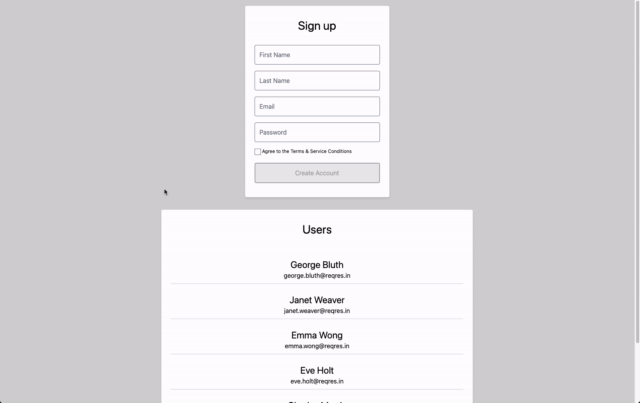 Sign up
First Name
Last Name
Email
Password
Agree to the Terms & Service Conditions
Create Account
Users
George Bluth
george.bluth@reqres.in
Janet Weaver
janet.weaver@reqres.in
Emma Wong
emma.wong@reqres.in
Eve Holt
eve.holt@reqres.in